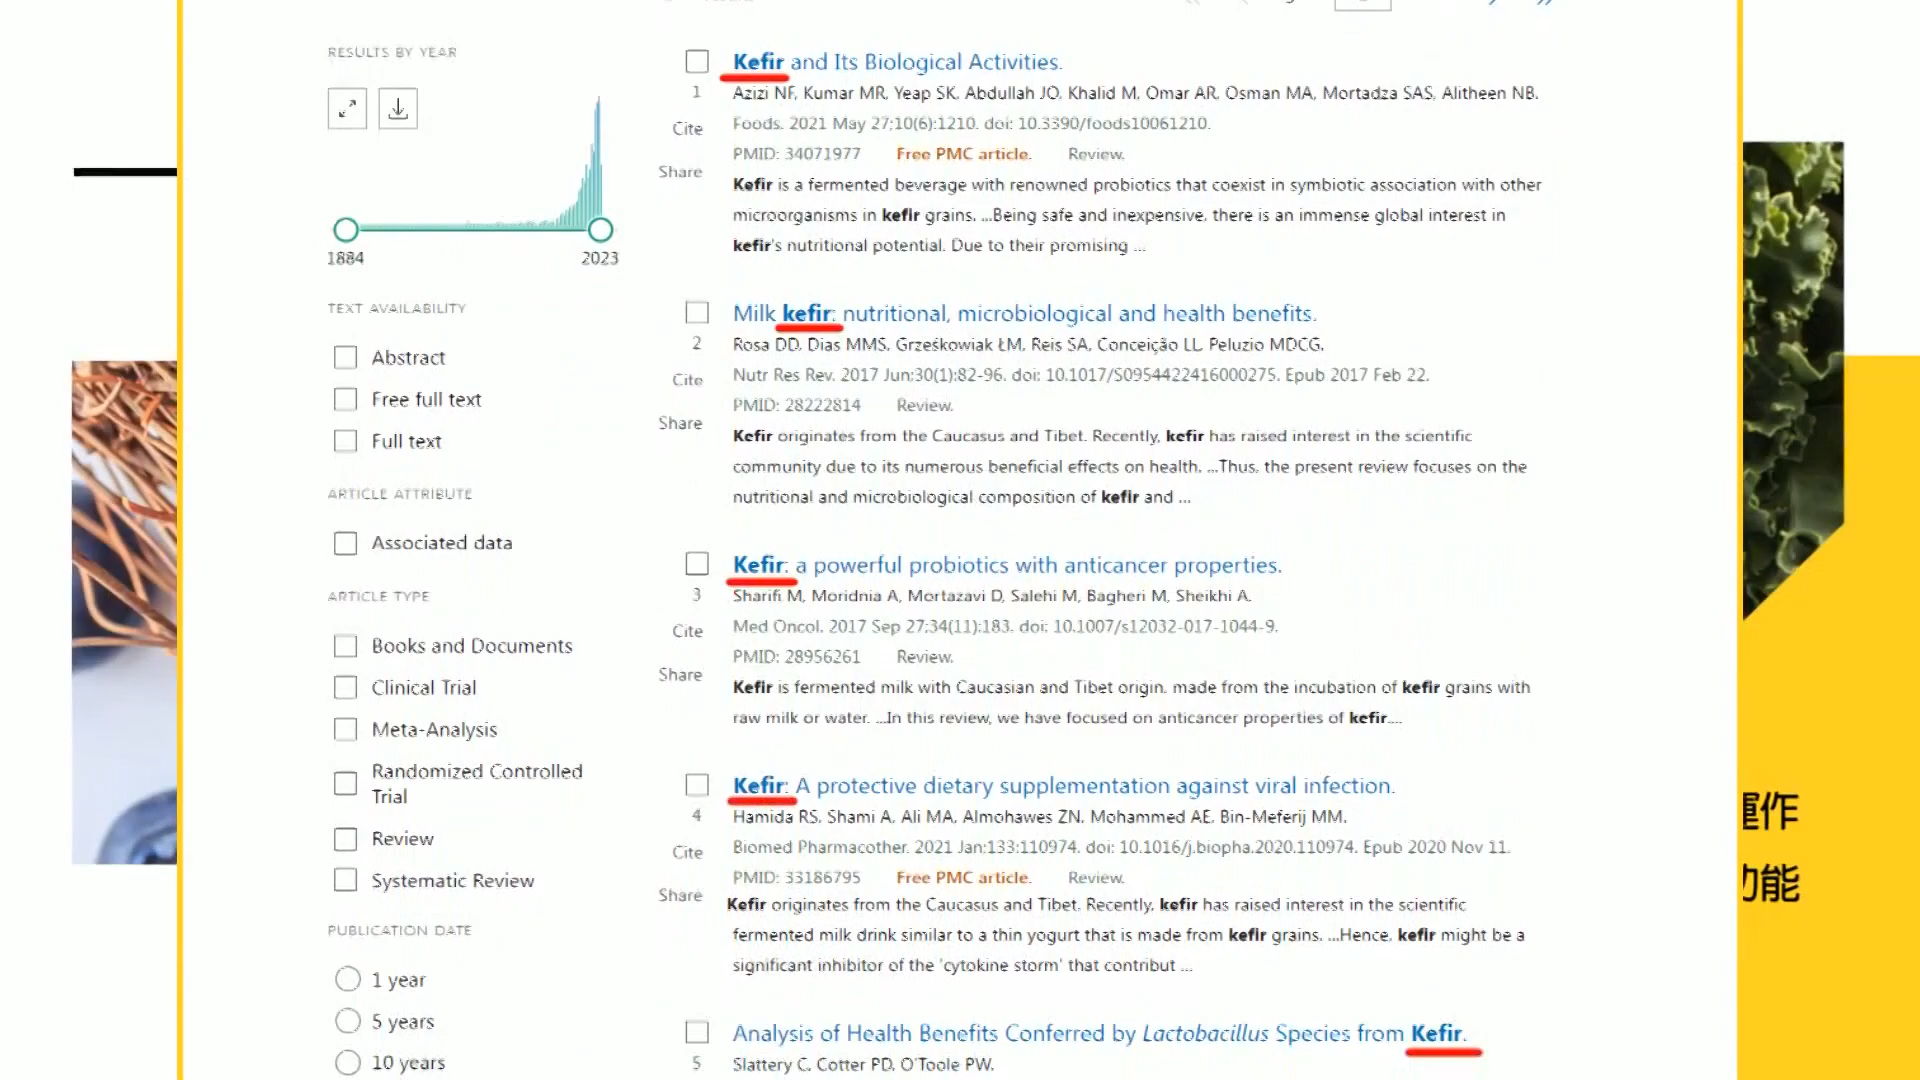 RESULTS BY YEAR
1884
2023
TEXT AVAILABILITY
Abstract
Free full text
Full text
ARTICLE ATTRIBUTE
Associated data
ARTICLE TYPE
Books and Documents
Clinical Trial
Meta-Analysis
Randomized Controlled
Trial
Review
Systematic Review
PUBLICATION DATE
1 year
5 years
10 years
Kefir and Its Biological Activities.
1
Azizi NF, Kumar MR, Yeap SK, Abdullah JO, Khalid M, Omar AR, Osman MA, Mortadza SAS, Alitheen NB.
Cite
Foods. 2021 May 27;10(6):1210. doi: 10.3390/foods10061210.
PMID: 34071977 Free PMC article. Review.
Share
Kefir is a fermented beverage with renowned probiotics that coexist in symbiotic association with other
microorganisms in kefir grains. ...Being safe and inexpensive, there is an immense global interest in
kefir's nutritional potential. Due to their promising ...
Milk kefir: nutritional, microbiological and health benefits.
2
Rosa DD, Dias MMS, Grześkowiak ŁM, Reis SA, Conceição LL, Peluzio MDCG.
Cite
Nutr Res Rev. 2017 Jun;30(1):82-96. doi: 10.1017/S0954422416000275. Epub 2017 Feb 22.
PMID: 28222814 Review.
Share
Kefir originates from the Caucasus and Tibet. Recently, kefir has raised interest in the scientific
community due to its numerous beneficial effects on health. ...Thus, the present review focuses on the
nutritional and microbiological composition of kefir and ...
Kefir: a powerful probiotics with anticancer properties.
3
Sharifi M, Moridnia A, Mortazavi D, Salehi M, Bagheri M, Sheikhi A.
Cite
Med Oncol. 2017 Sep 27;34(11):183. doi: 10.1007/s12032-017-1044-9.
PMID: 28956261 Review.
Share
Kefir is fermented milk with Caucasian and Tibet origin, made from the incubation of kefir grains with
raw milk or water. ...In this review, we have focused on anticancer properties of kefir....
Kefir: A protective dietary supplementation against viral infection.
4
Hamida RS, Shami A, Ali MA, Almohawes ZN, Mohammed AE, Bin-Meferij MM.
Cite
Biomed Pharmacother. 2021 Jan;133:110974. doi: 10.1016/j.biopha.2020.110974. Epub 2020 Nov 11.
PMID: 33186795 Free PMC article. Review.
Share
Kefir originates from the Caucasus and Tibet. Recently, kefir has raised interest in the scientific
fermented milk drink similar to a thin yogurt that is made from kefir grains. ...Hence, kefir might be a
significant inhibitor of the 'cytokine storm' that contribut ...
Analysis of Health Benefits Conferred by Lactobacillus Species from Kefir.
5
Slattery C, Cotter PD, O'Toole PW.
運作
功能